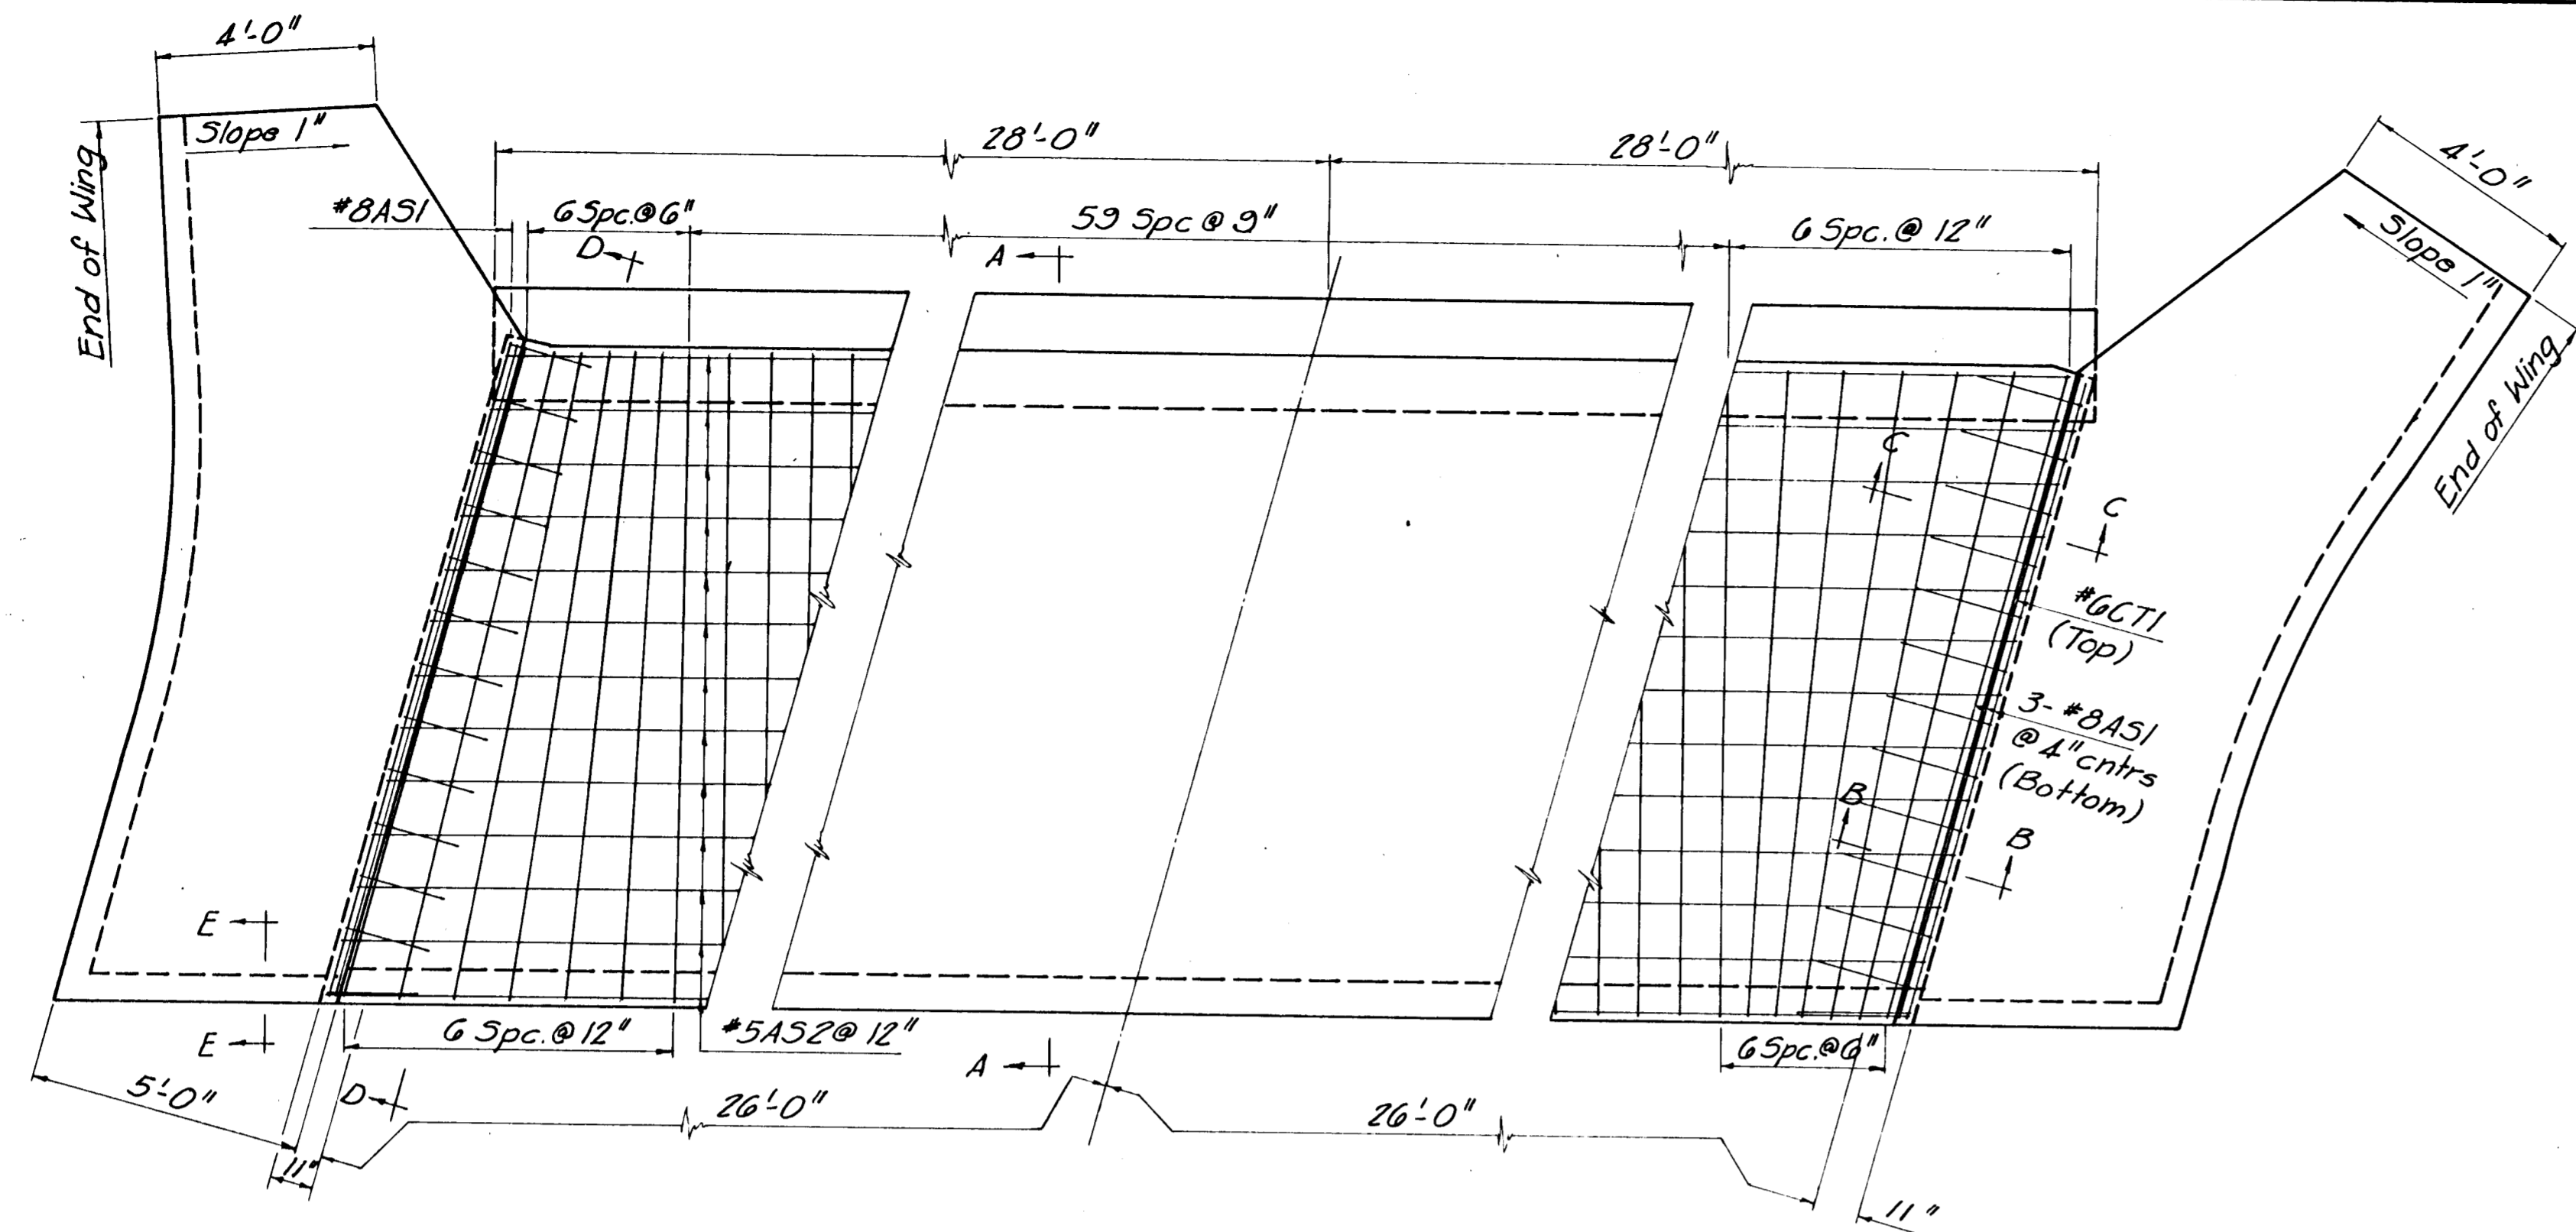 4'-0"
Slope 1"
End of Wing
28'-0"
28'-0"
4'-0"
Slope 1"
End of Wing
#8AS1
6 Spc.@6"
59 Spc @ 9"
6 Spc.@ 12"
D
A
C
C
#6CT1
(Top)
3-#8AS1
@ 4" cntrs
(Bottom)
B
B
E
E
6 Spc.@ 12"
#5AS2@ 12"
A
6 Spc.@6"
5'-0"
D
26'-0"
26'-0"
11"
11"